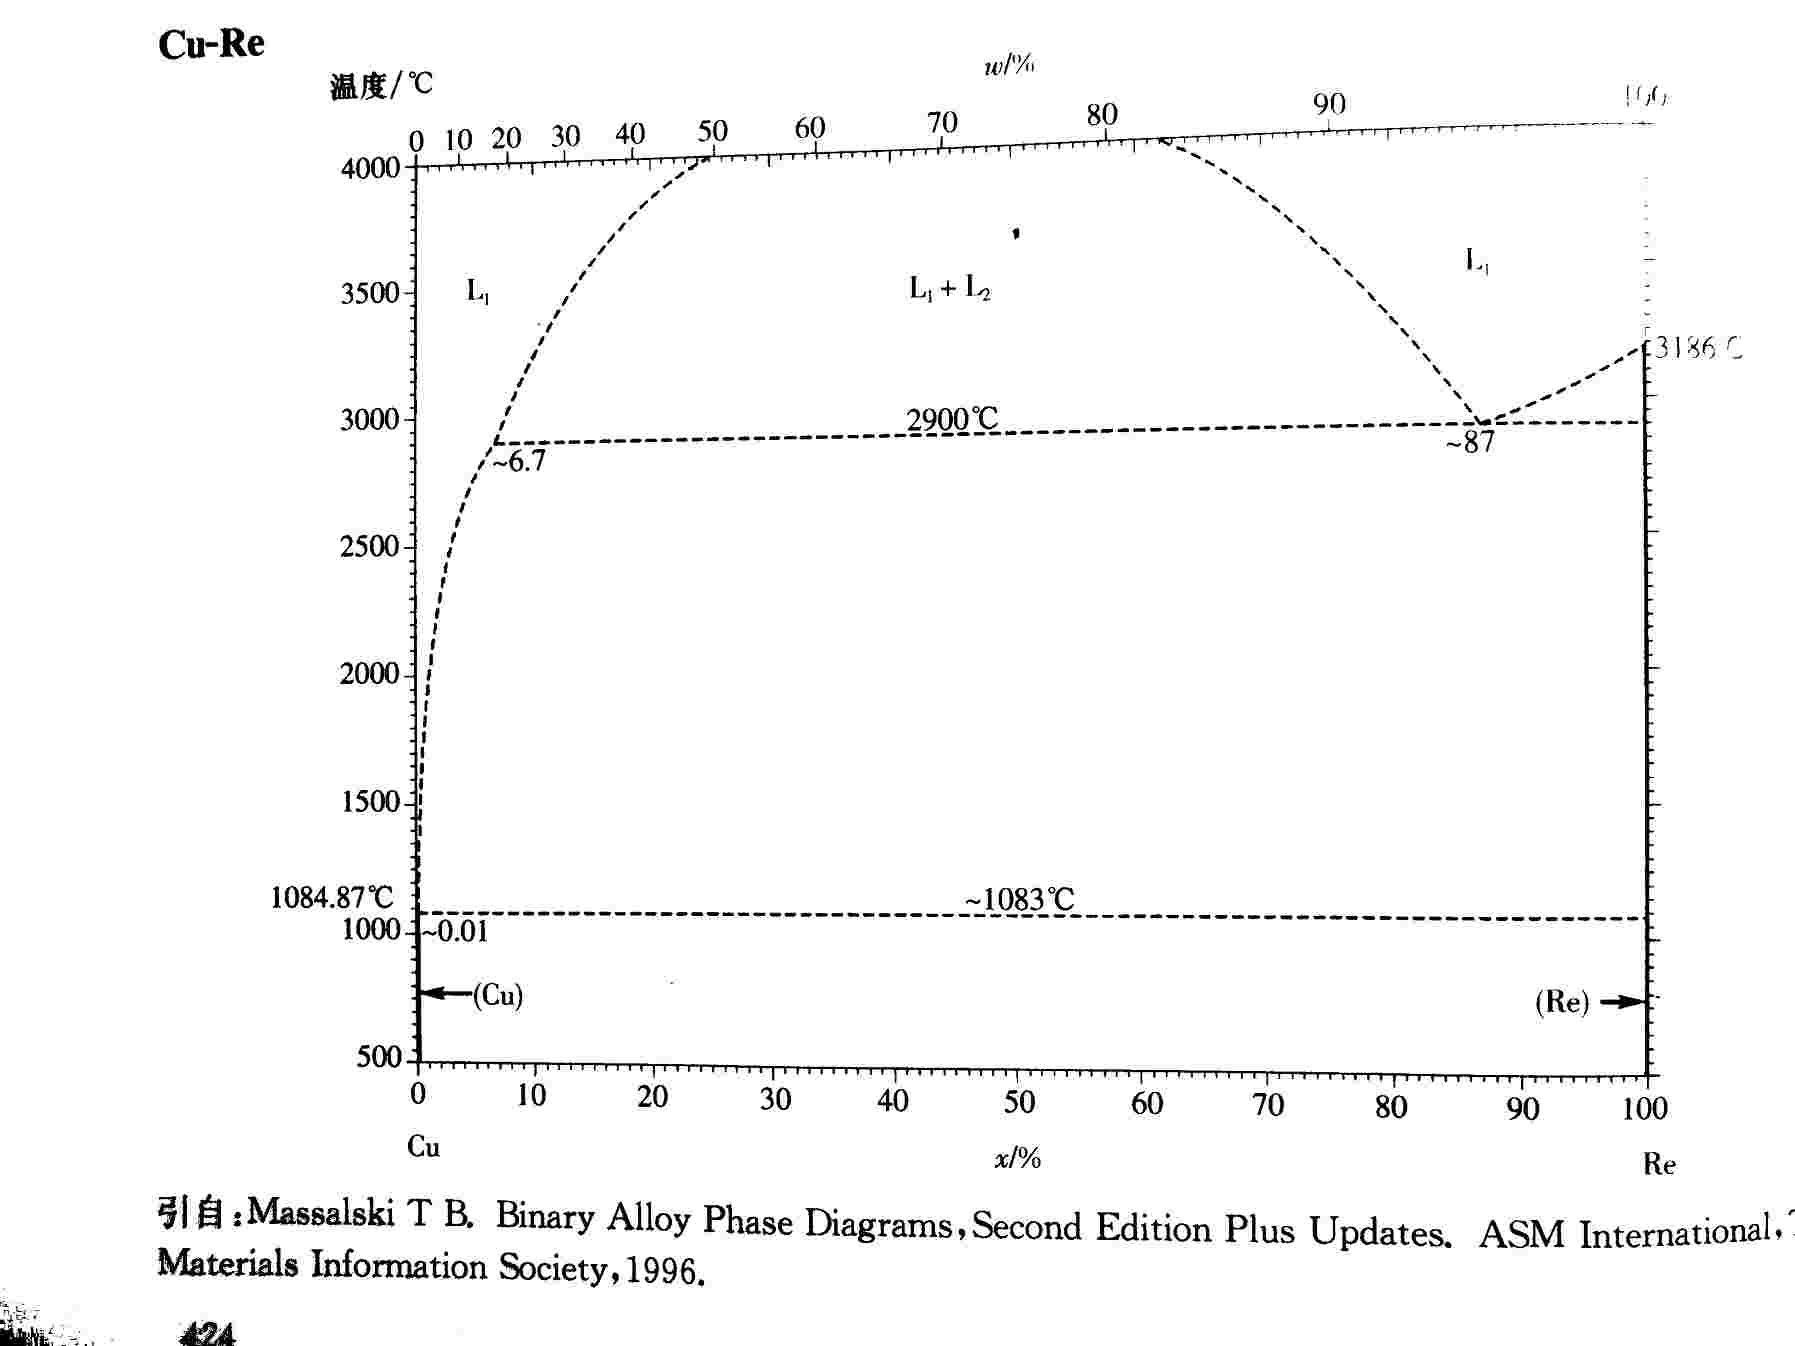 Cu-Re
温度/℃
w/%
0 10 20 30 40 50 60 70 80 90 100
4000
3500
3000
2500
2000
1500
1000
500
L₁
L₁ + L₂
L₁
3186 C
2900℃
~6.7
~87
1084.87℃
~1083℃
~0.01
(Cu)
(Re)
0 10 20 30 40 50 60 70 80 90 100
Cu
x/%
Re
引自:Massalski T B. Binary Alloy Phase Diagrams, Second Edition Plus Updates. ASM International,
Materials Information Society, 1996.
424